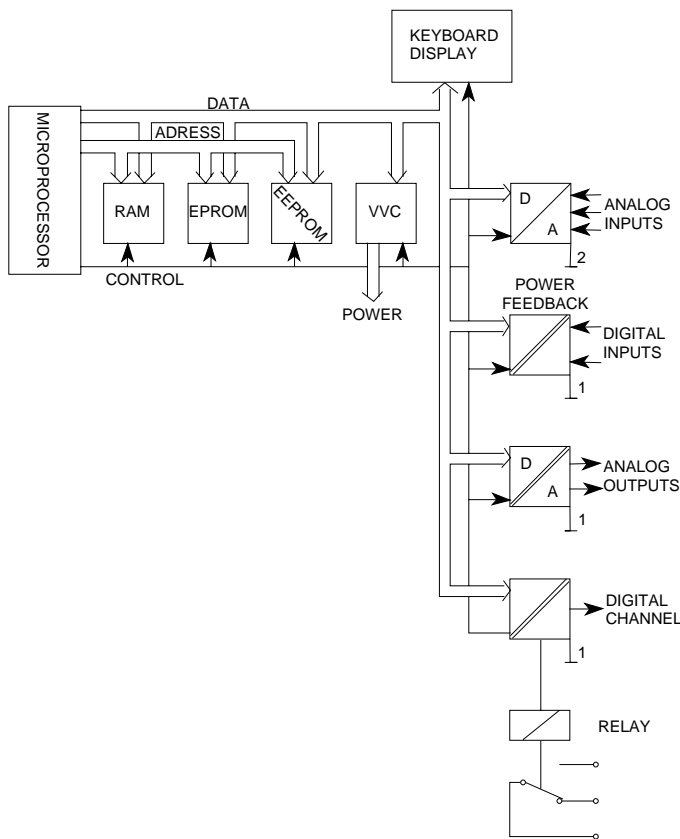 KEYBOARD
DISPLAY
DATA
ADRESS
MICROPROCESSOR
RAM
EPROM
EEPROM
VVC
CONTROL
POWER
D
A
ANALOG
INPUTS
2
POWER
FEEDBACK
DIGITAL
INPUTS
1
D
A
ANALOG
OUTPUTS
1
DIGITAL
CHANNEL
1
RELAY